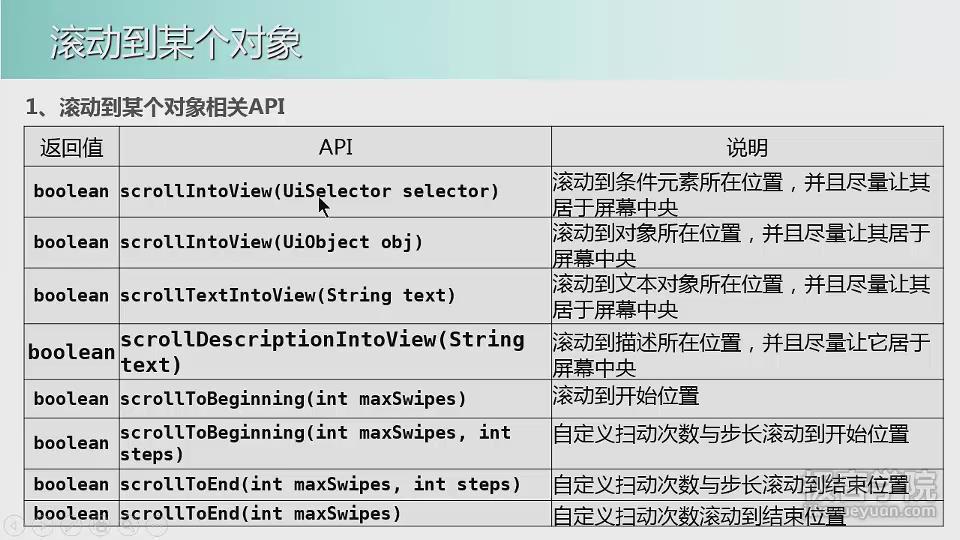 滚动到某个对象
1、滚动到某个对象相关API
返回值 API 说明
boolean scrollIntoView(UiSelector selector) 滚动到条件元素所在位置，并且尽量让其
居于屏幕中央
boolean scrollIntoView(UiObject obj) 滚动到对象所在位置，并且尽量让其居于
屏幕中央
boolean scrollTextIntoView(String text) 滚动到文本对象所在位置，并且尽量让其
居于屏幕中央
boolean scrollDescriptionIntoView(String
text) 滚动到描述所在位置，并且尽量让它居于
屏幕中央
boolean scrollToBeginning(int maxSwipes) 滚动到开始位置
boolean scrollToBeginning(int maxSwipes, int
steps) 自定义扫动次数与步长滚动到开始位置
boolean scrollToEnd(int maxSwipes, int steps) 自定义扫动次数与步长滚动到结束位置
boolean scrollToEnd(int maxSwipes) 自定义扫动次数滚动到结束位置